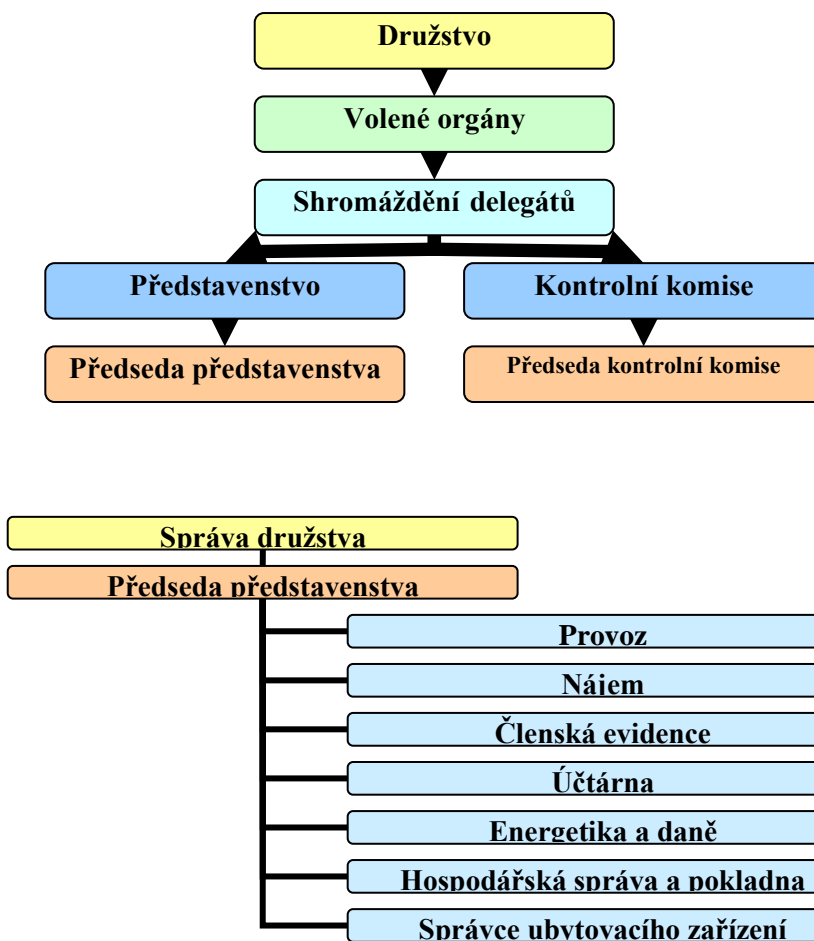 Družstvo
Volené orgány
Shromáždění delegátů
Představenstvo
Kontrolní komise
Předseda představenstva
Předseda kontrolní komise
Správa družstva
Předseda představenstva
Provoz
Nájem
Členská evidence
Účtárna
Energetika a daně
Hospodářská správa a pokladna
Správce ubytovacího zařízení